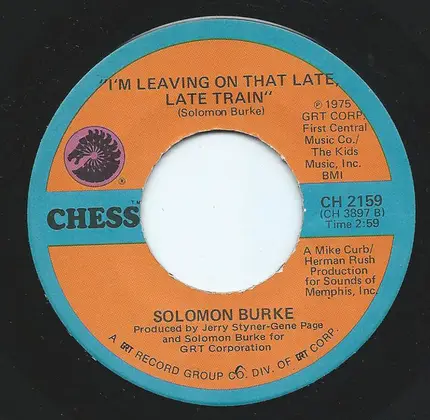 "I'M LEAVING ON THAT LATE,
LATE TRAIN"
(Solomon Burke)
℗ 1975
GRT CORP.
First Central
Music Co./
The Kids
Music, Inc.
BMI
®
CHESS™
CH 2159
(CH 3897 B)
Time 2:59
A Mike Curb/
Herman Rush
Production
for Sounds of
Memphis, Inc.
SOLOMON BURKE
Produced by Jerry Styner-Gene Page
and Solomon Burke for
GRT Corporation
A GRT RECORD GROUP CO. DIV. OF GRT CORP.